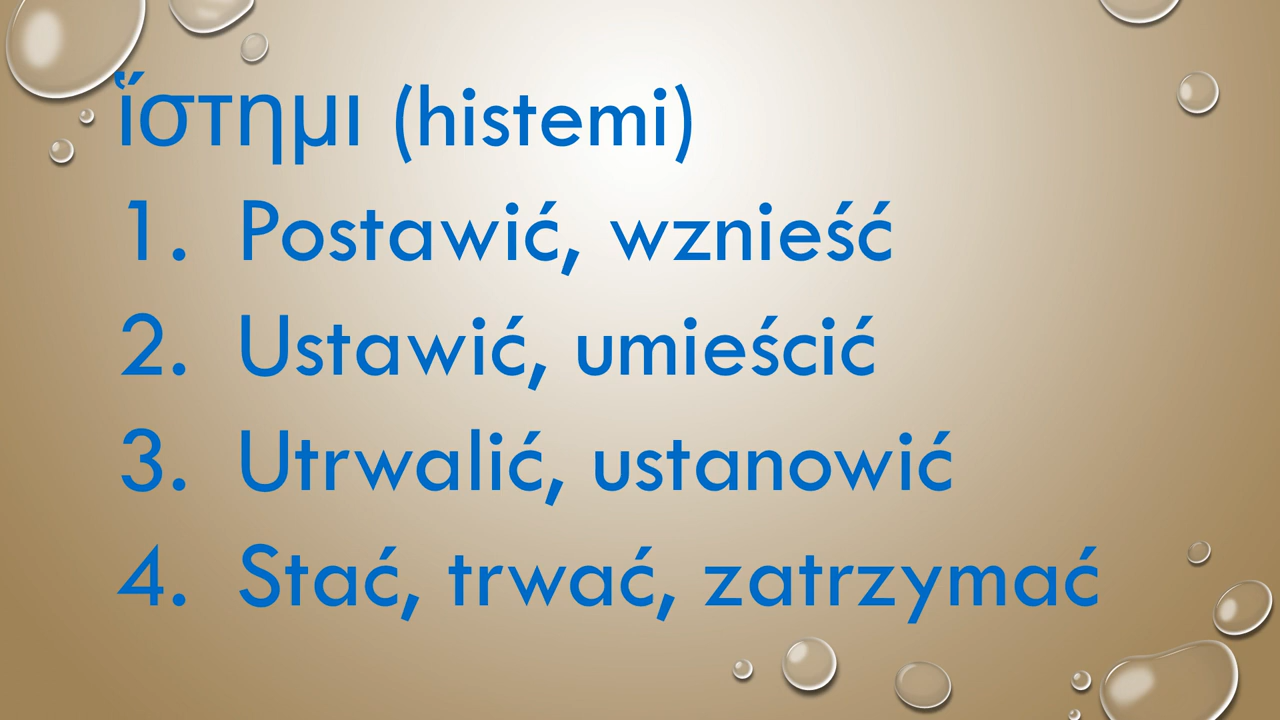 ἵστημι (histemi)
1. Postawić, wznieść
2. Ustawić, umieścić
3. Utrwalić, ustanowić
4. Stać, trwać, zatrzymać